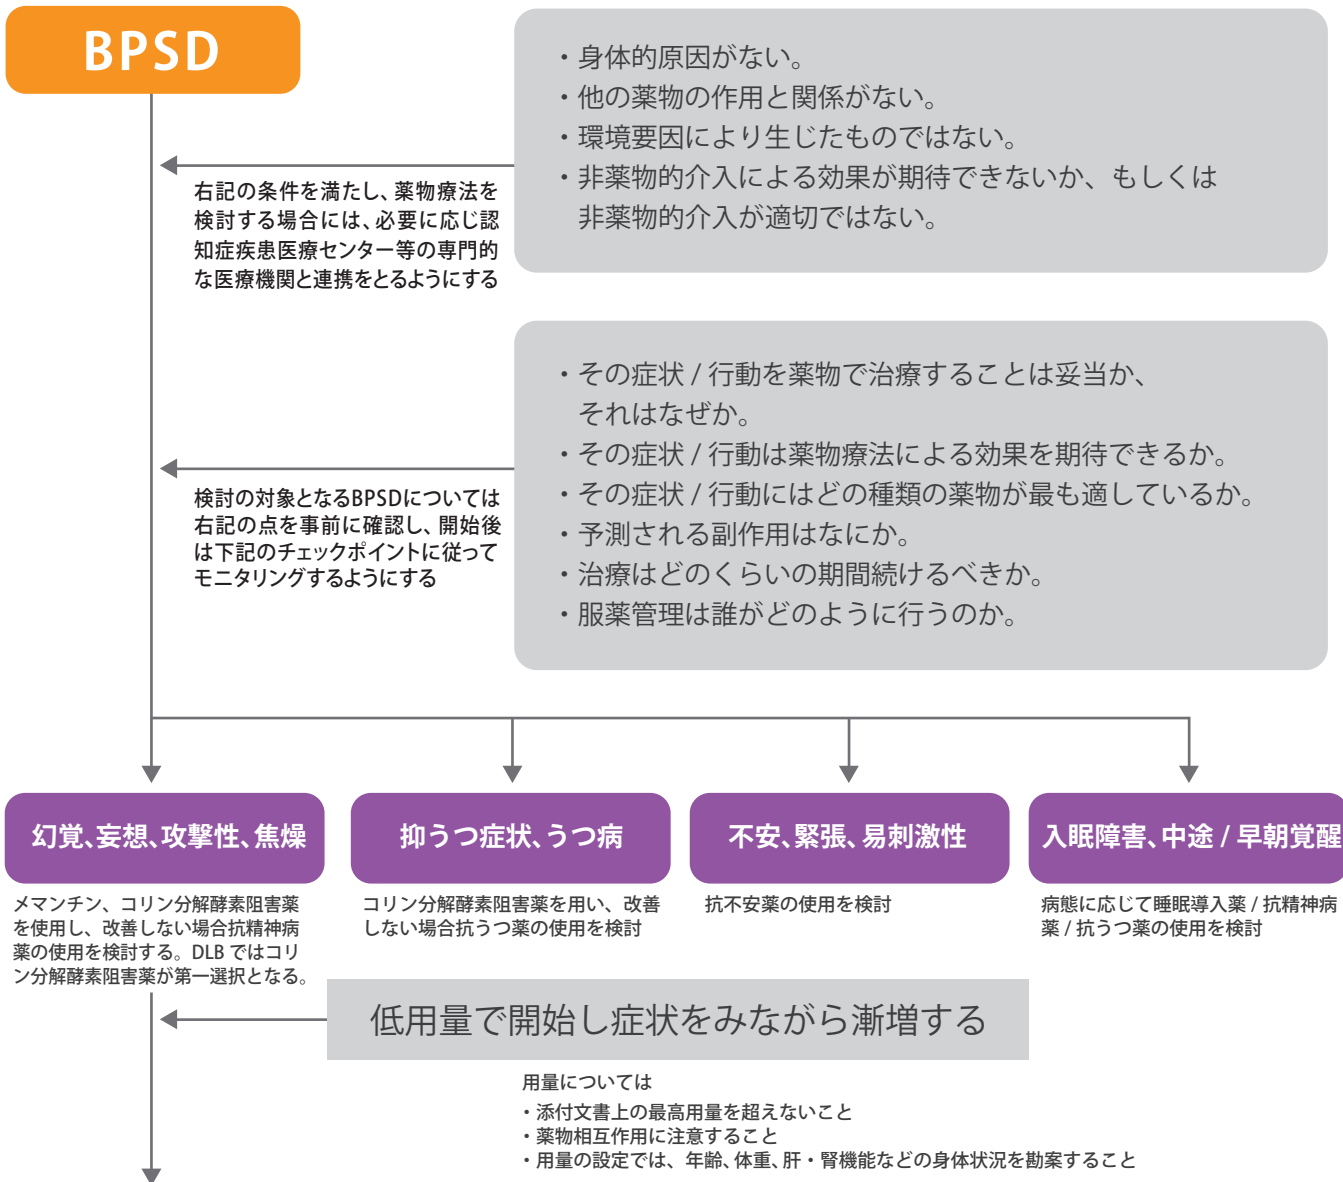 BPSD
・身体的原因がない。
・他の薬物の作用と関係がない。
・環境要因により生じたものではない。
・非薬物的介入による効果が期待できないか、もしくは
非薬物的介入が適切ではない。
右記の条件を満たし、薬物療法を
検討する場合には、必要に応じ認
知症疾患医療センター等の専門的
な医療機関と連携をとるようにする
・その症状 / 行動を薬物で治療することは妥当か、
それはなぜか。
・その症状 / 行動は薬物療法による効果を期待できるか。
・その症状 / 行動にはどの種類の薬物が最も適しているか。
・予測される副作用はなにか。
・治療はどのくらいの期間続けるべきか。
・服薬管理は誰がどのように行うのか。
検討の対象となるBPSDについては
右記の点を事前に確認し、開始後
は下記のチェックポイントに従って
モニタリングするようにする
幻覚、妄想、攻撃性、焦燥
メマンチン、コリン分解酵素阻害薬
を使用し、改善しない場合抗精神病
薬の使用を検討する。DLB ではコリ
ン分解酵素阻害薬が第一選択となる。
抑うつ症状、うつ病
コリン分解酵素阻害薬を用い、改善
しない場合抗うつ薬の使用を検討
不安、緊張、易刺激性
抗不安薬の使用を検討
入眠障害、中途 / 早朝覚醒
病態に応じて睡眠導入薬 / 抗精神病
薬 / 抗うつ薬の使用を検討
低用量で開始し症状をみながら漸増する
用量については
・添付文書上の最高用量を超えないこと
・薬物相互作用に注意すること
・用量の設定では、年齢、体重、肝・腎機能などの身体状況を勘案すること